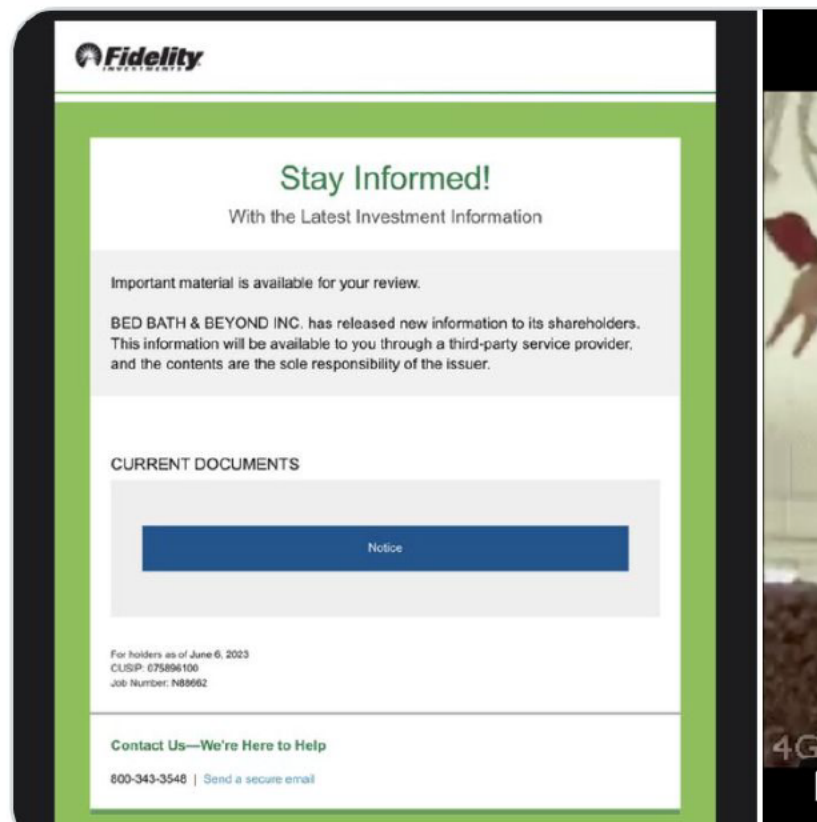 Fidelity
INVESTMENTS
Stay Informed!
With the Latest Investment Information
Important material is available for your review.
BED BATH & BEYOND INC. has released new information to its shareholders.
This information will be available to you through a third-party service provider,
and the contents are the sole responsibility of the issuer.
CURRENT DOCUMENTS
Notice
For holders as of June 6, 2023
CUSIP: 075896100
Job Number: N88662
Contact Us—We're Here to Help
800-343-3548 | Send a secure email
4G